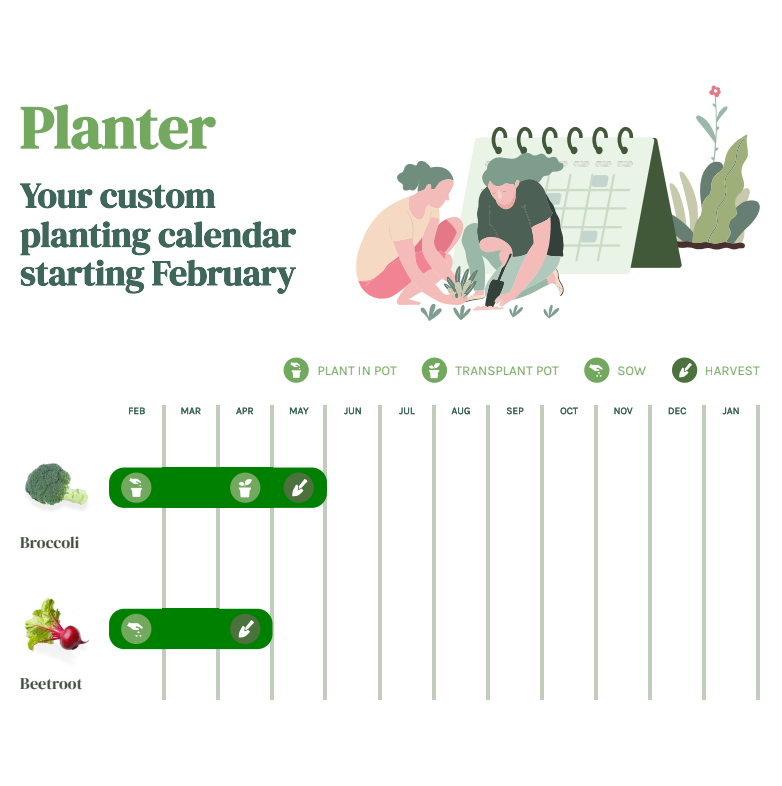 Planter
Your custom
planting calendar
starting February
PLANT IN POT TRANSPLANT POT SOW HARVEST
FEB MAR APR MAY JUN JUL AUG SEP OCT NOV DEC JAN
Broccoli
Beetroot